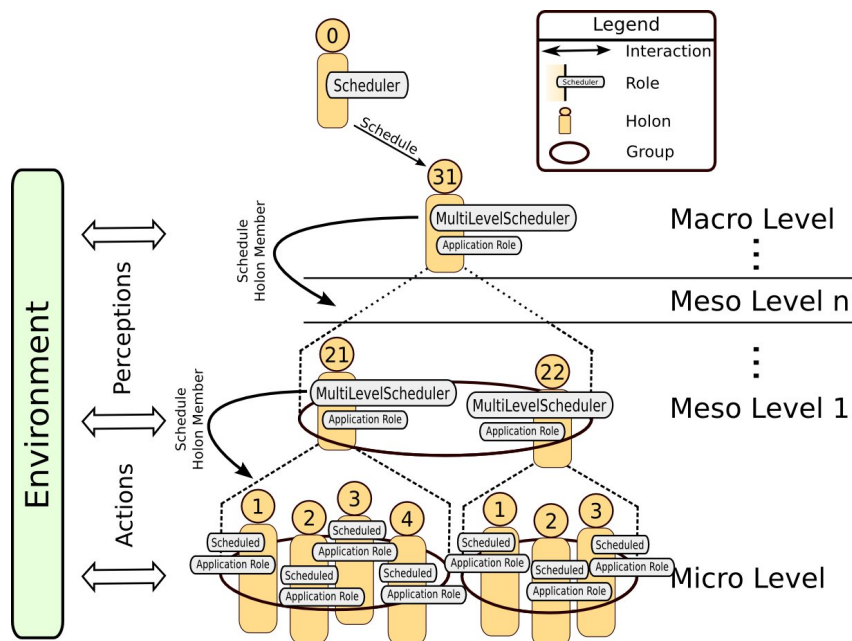 0
Scheduler
Schedule
Legend
Interaction
Scheduler
Role
Holon
Group
31
MultiLevelScheduler
Application Role
Macro Level
Schedule
Holon Member
Meso Level n
Environment
Perceptions
Actions
21
MultiLevelScheduler
Application Role
22
MultiLevelScheduler
Application Role
Meso Level 1
Schedule
Holon Member
1
Scheduled
Application Role
2
Scheduled
Application Role
3
Scheduled
Application Role
4
Scheduled
Application Role
1
Scheduled
Application Role
2
Scheduled
Application Role
3
Scheduled
Application Role
Micro Level